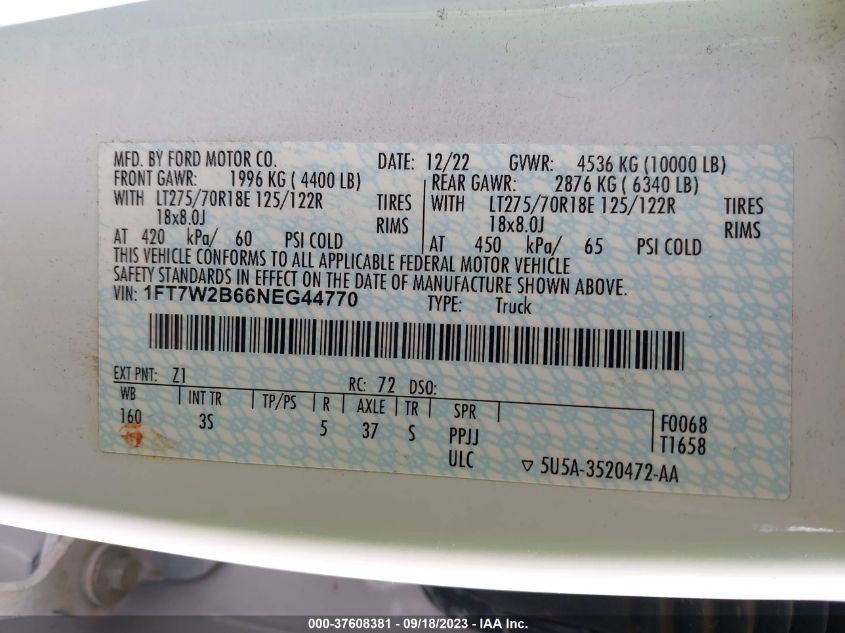 MFD. BY FORD MOTOR CO. DATE: 12/22 GVWR: 4536 KG (10000 LB)
FRONT GAWR: 1996 KG ( 4400 LB) REAR GAWR: 2876 KG ( 6340 LB)
WITH LT275/70R18E 125/122R TIRES WITH LT275/70R18E 125/122R TIRES
18x8.0J RIMS 18x8.0J RIMS
AT 420 kPa/ 60 PSI COLD AT 450 kPa/ 65 PSI COLD
THIS VEHICLE CONFORMS TO ALL APPLICABLE FEDERAL MOTOR VEHICLE
SAFETY STANDARDS IN EFFECT ON THE DATE OF MANUFACTURE SHOWN ABOVE.
VIN: 1FT7W2B66NEG44770 TYPE: Truck
EXT PNT: Z1 RC: 72 DSO:
WB INT TR TP/PS R AXLE TR SPR F0068
160 3S 5 37 S PPJJ T1658
ULC ▽ 5U5A-3520472-AA
000-37608381 - 09/18/2023 - IAA Inc.